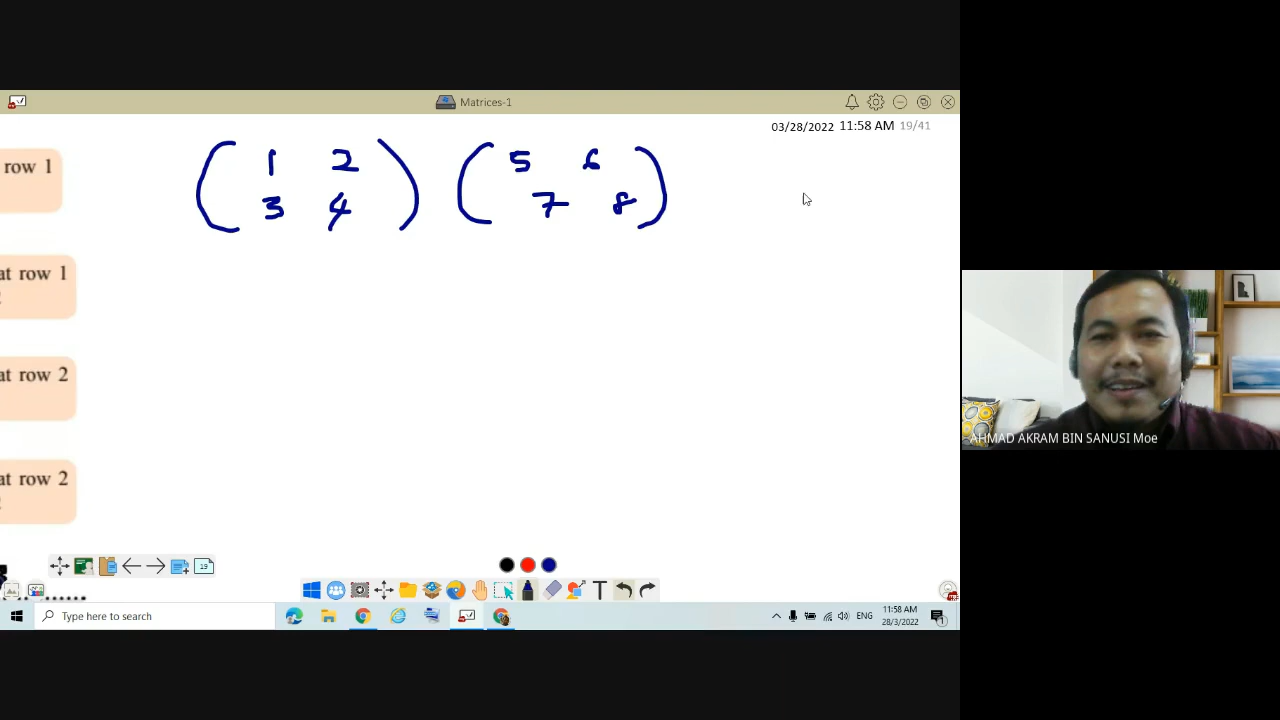 Matrices-1
03/28/2022 11:58 AM 19/41
row 1
( 1 2 ) ( 5 6 )
( 3 4 ) ( 7 8 )
at row 1
at row 2
at row 2
AHMAD AKRAM BIN SANUSI Moe
19
T
Type here to search
ENG
11:58 AM
28/3/2022